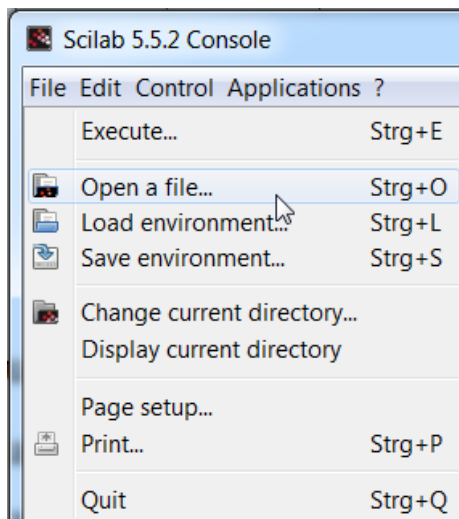 Scilab 5.5.2 Console
File Edit Control Applications ?
Execute... Strg+E
Open a file... Strg+O
Load environment... Strg+L
Save environment... Strg+S
Change current directory...
Display current directory
Page setup...
Print... Strg+P
Quit Strg+Q